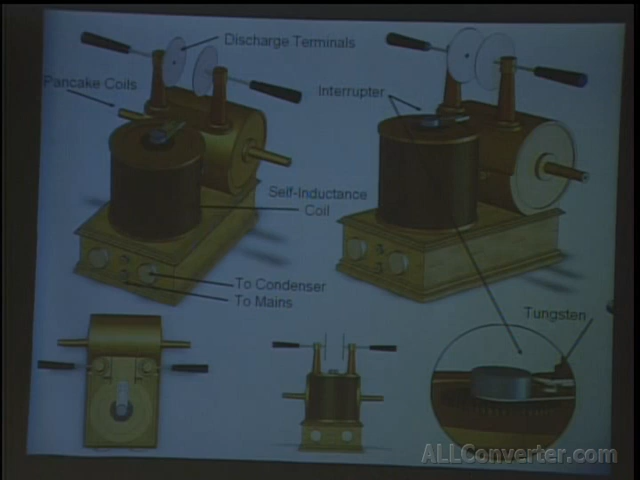 Discharge Terminals
Pancake Coils
Interrupter
Self-Inductance
Coil
To Condenser
To Mains
Tungsten
ALLConverter.com